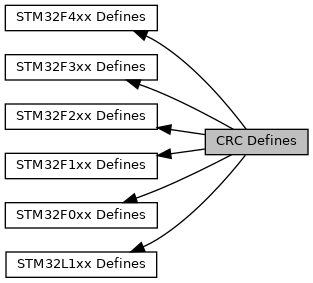 STM32F4xx Defines
STM32F3xx Defines
STM32F2xx Defines
CRC Defines
STM32F1xx Defines
STM32F0xx Defines
STM32L1xx Defines